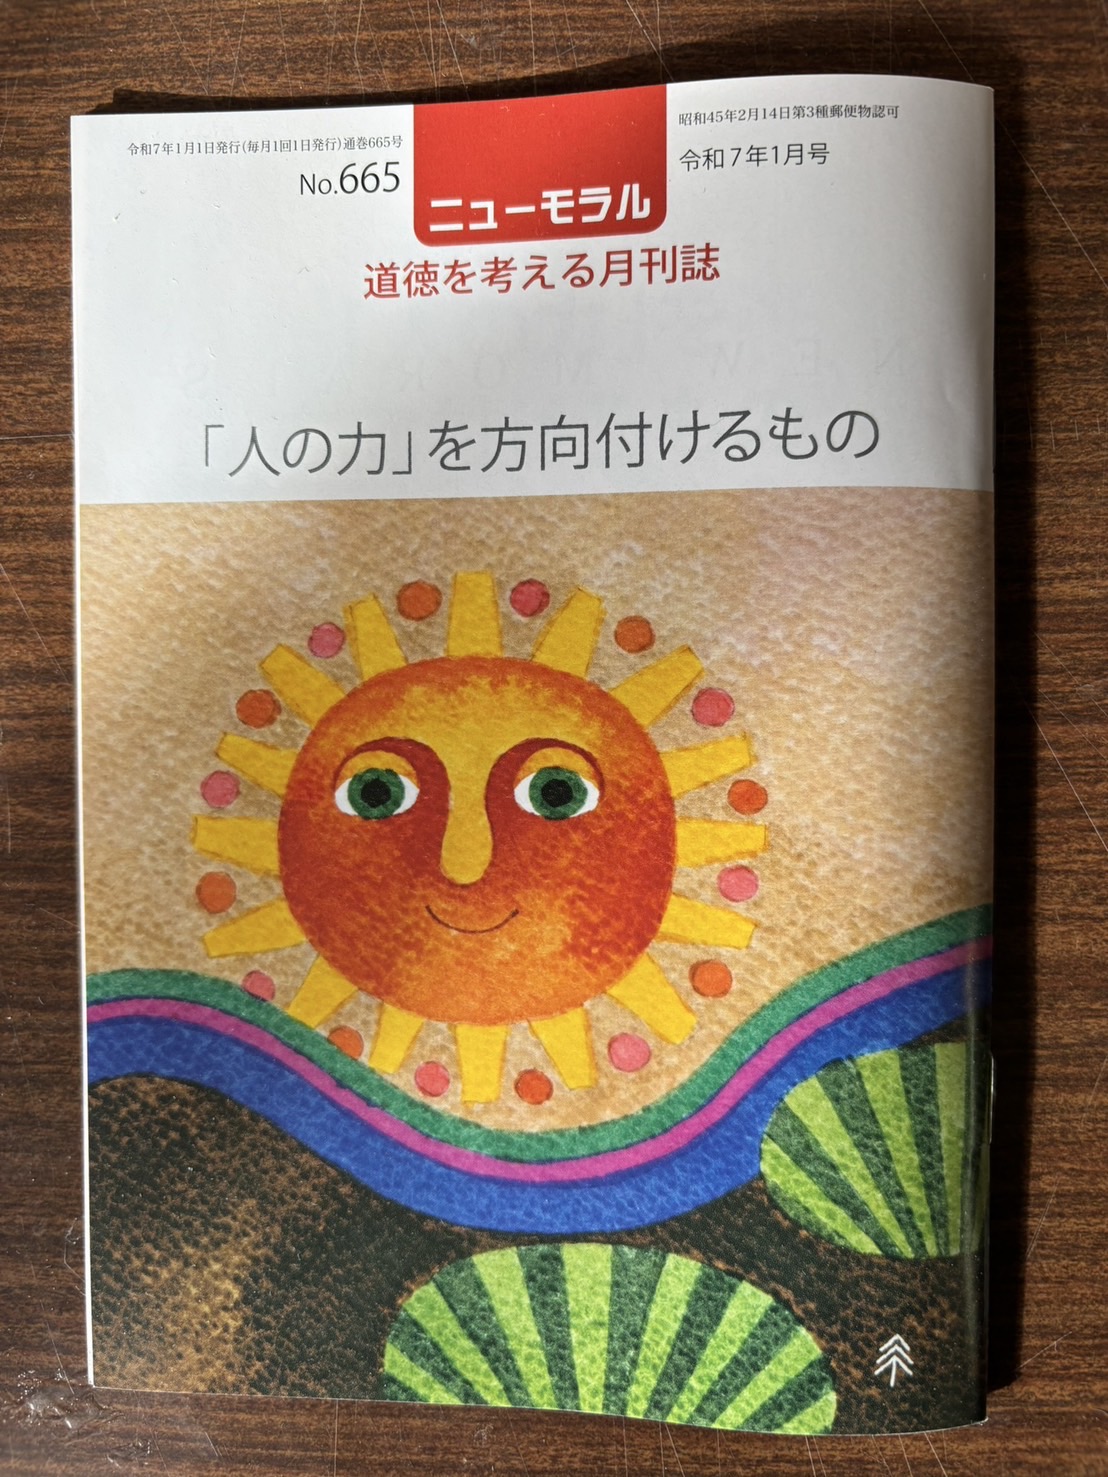 令和7年1月1日発行(毎月1回1日発行)通巻665号
No.665
ニューモラル
昭和45年2月14日第3種郵便物認可
令和7年1月号
道徳を考える月刊誌
「人の力」を方向付けるもの